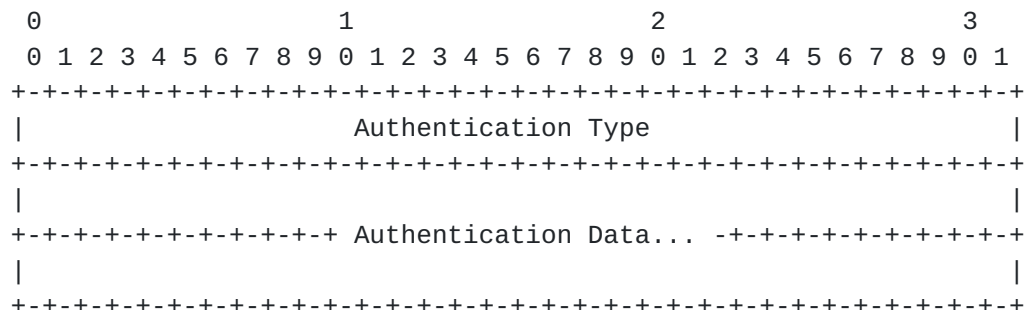 0                   1                   2                   3
 0 1 2 3 4 5 6 7 8 9 0 1 2 3 4 5 6 7 8 9 0 1 2 3 4 5 6 7 8 9 0 1
+-+-+-+-+-+-+-+-+-+-+-+-+-+-+-+-+-+-+-+-+-+-+-+-+-+-+-+-+-+-+-+-+
|                     Authentication Type                       |
+-+-+-+-+-+-+-+-+-+-+-+-+-+-+-+-+-+-+-+-+-+-+-+-+-+-+-+-+-+-+-+-+
|                                                               |
+-+-+-+-+-+-+-+-+-+-+ Authentication Data... -+-+-+-+-+-+-+-+-+-+
|                                                               |
+-+-+-+-+-+-+-+-+-+-+-+-+-+-+-+-+-+-+-+-+-+-+-+-+-+-+-+-+-+-+-+-+